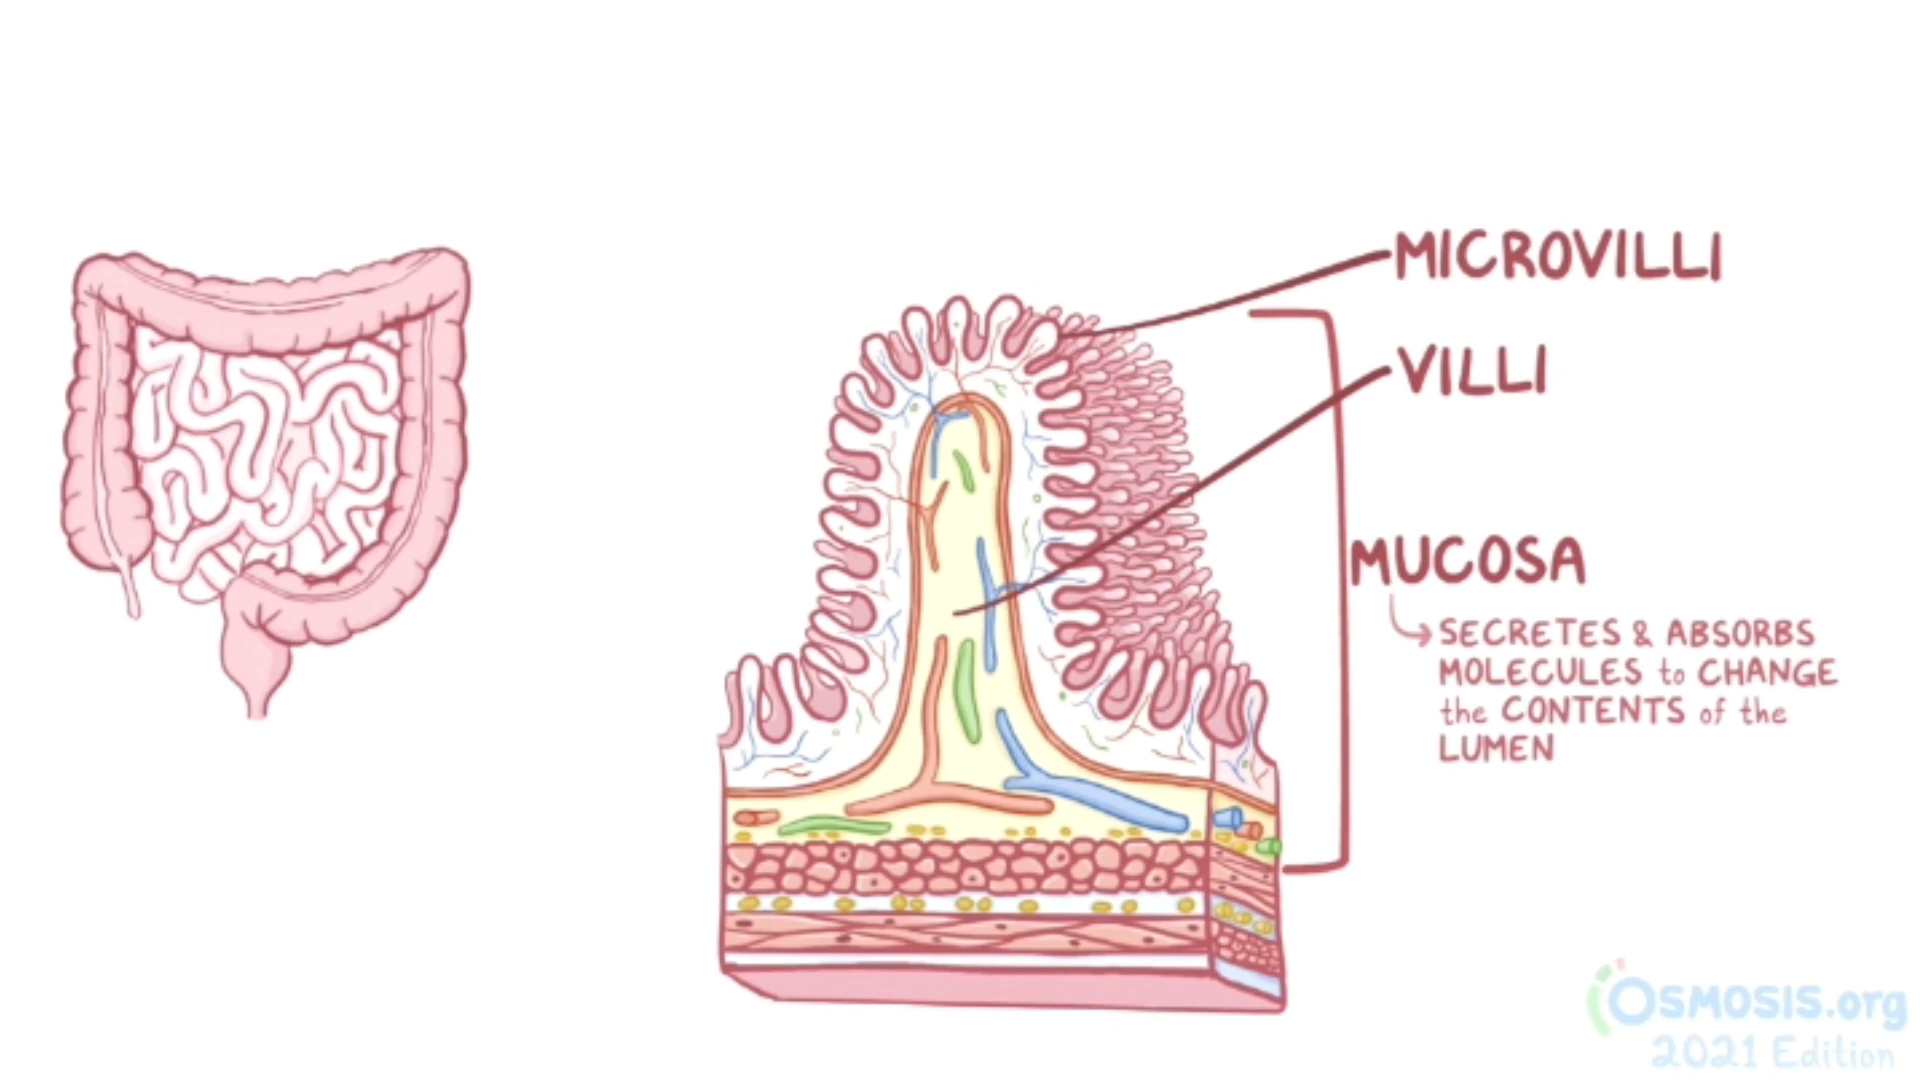 MICROVILLI
VILLI
MUCOSA
SECRETES & ABSORBS
MOLECULES to CHANGE
the CONTENTS of the
LUMEN
OSMOSIS.org
2021 Edition